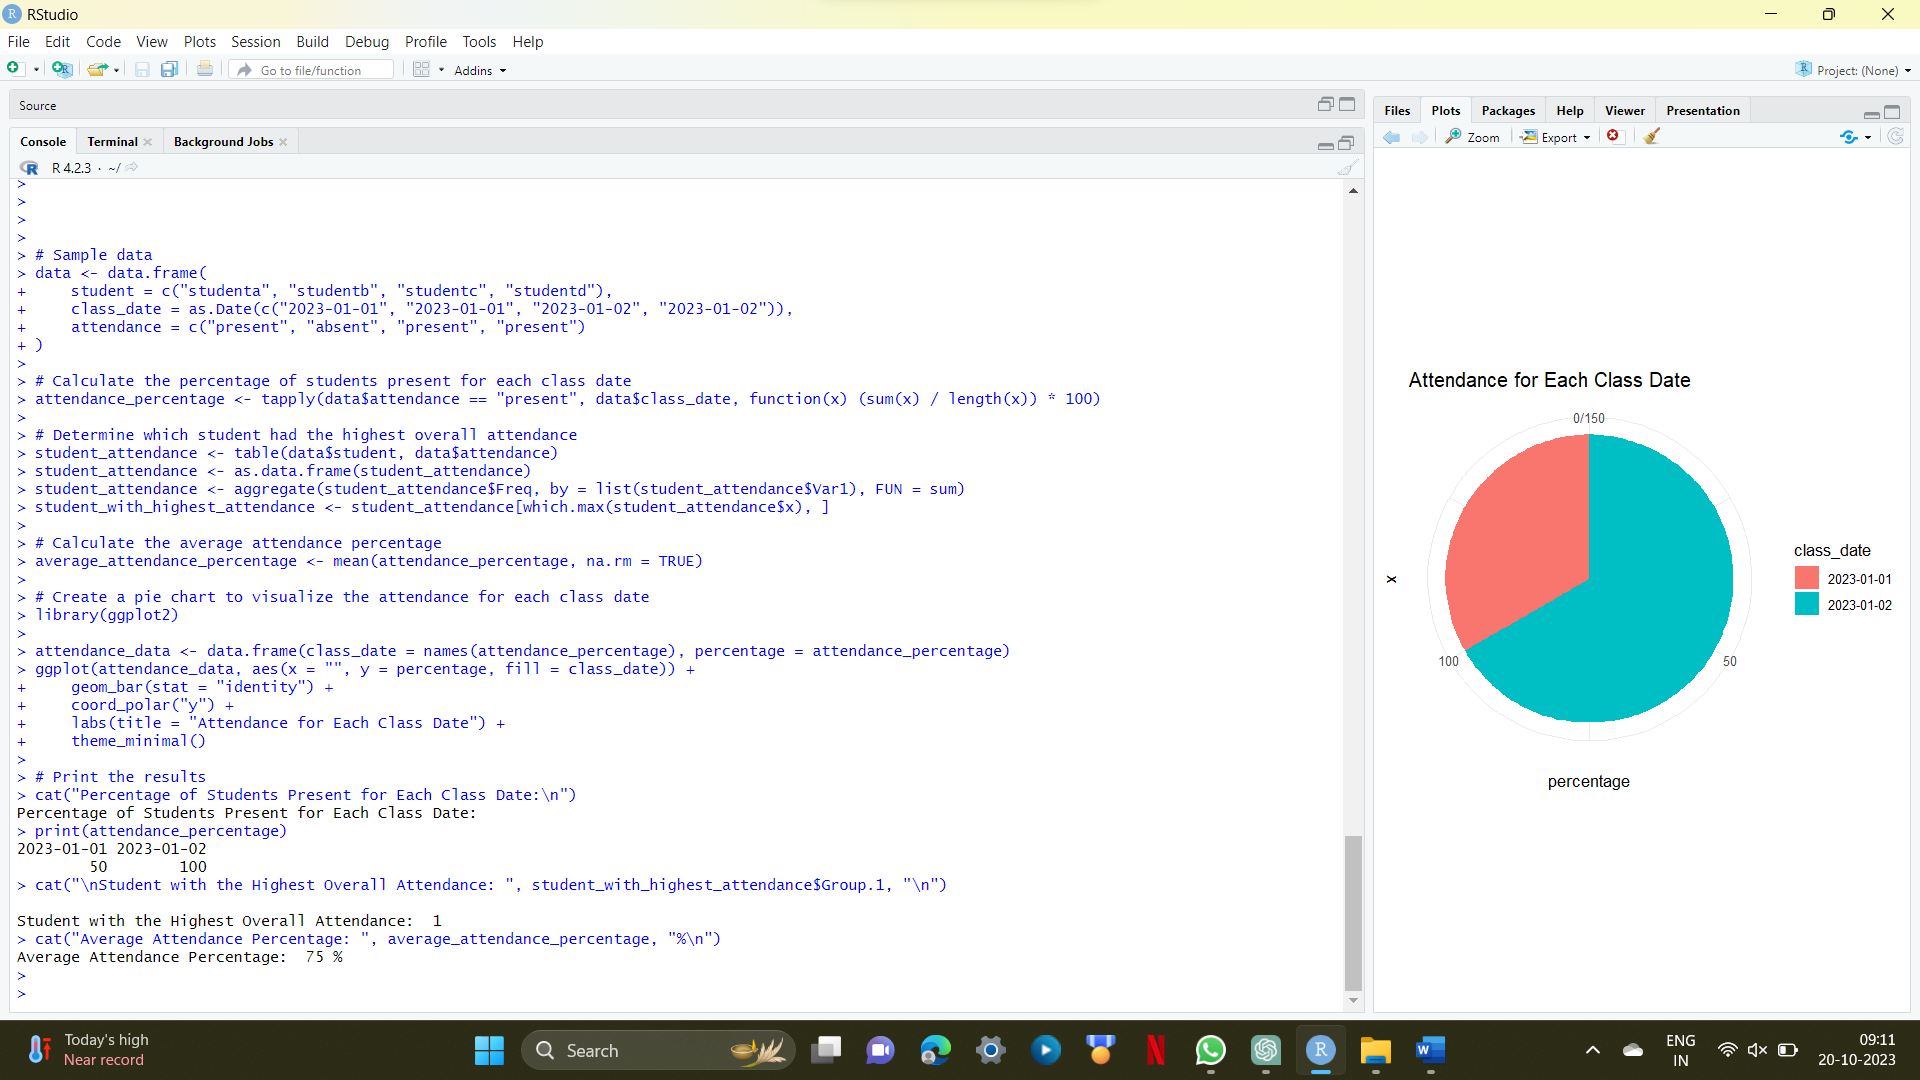 RStudio
File Edit Code View Plots Session Build Debug Profile Tools Help
Go to file/function
Addins
Project: (None)
Source
Console Terminal Background Jobs
R 4.2.3 · ~/
>
>
>
>
> # Sample data
> data <- data.frame(
+     student = c("studenta", "studentb", "studentc", "studentd"),
+     class_date = as.Date(c("2023-01-01", "2023-01-01", "2023-01-02", "2023-01-02")),
+     attendance = c("present", "absent", "present", "present")
+ )
>
> # Calculate the percentage of students present for each class date
> attendance_percentage <- tapply(data$attendance == "present", data$class_date, function(x) (sum(x) / length(x)) * 100)
>
> # Determine which student had the highest overall attendance
> student_attendance <- table(data$student, data$attendance)
> student_attendance <- as.data.frame(student_attendance)
> student_attendance <- aggregate(student_attendance$Freq, by = list(student_attendance$Var1), FUN = sum)
> student_with_highest_attendance <- student_attendance[which.max(student_attendance$x), ]
>
> # Calculate the average attendance percentage
> average_attendance_percentage <- mean(attendance_percentage, na.rm = TRUE)
>
> # Create a pie chart to visualize the attendance for each class date
> library(ggplot2)
>
> attendance_data <- data.frame(class_date = names(attendance_percentage), percentage = attendance_percentage)
> ggplot(attendance_data, aes(x = "", y = percentage, fill = class_date)) +
+     geom_bar(stat = "identity") +
+     coord_polar("y") +
+     labs(title = "Attendance for Each Class Date") +
+     theme_minimal()
>
> # Print the results
> cat("Percentage of Students Present for Each Class Date:\n")
Percentage of Students Present for Each Class Date:
> print(attendance_percentage)
2023-01-01 2023-01-02
        50        100
> cat("\nStudent with the Highest Overall Attendance: ", student_with_highest_attendance$Group.1, "\n")

Student with the Highest Overall Attendance:  1
> cat("Average Attendance Percentage: ", average_attendance_percentage, "%\n")
Average Attendance Percentage:  75 %
>
>
Files Plots Packages Help Viewer Presentation
Zoom Export
Attendance for Each Class Date
0/150
50
100
x
percentage
class_date
2023-01-01
2023-01-02
Today's high
Near record
Search
ENG
IN
09:11
20-10-2023